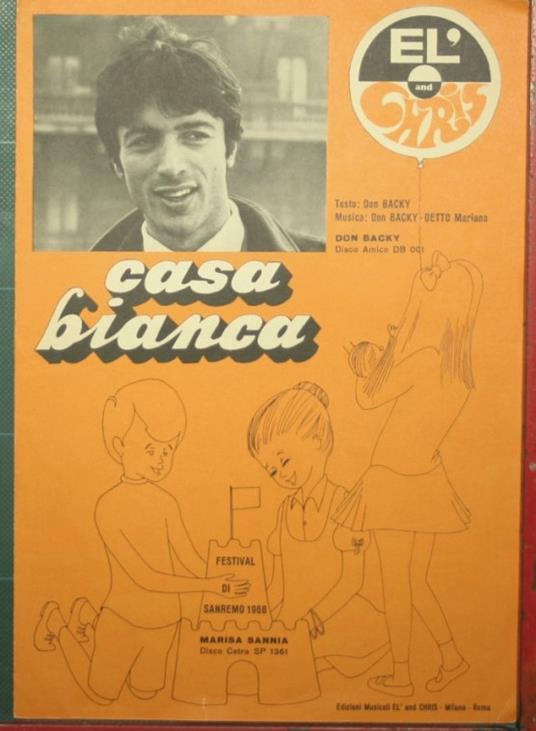 EL'
and
CHRIS
Testo: Don BACKY
Musica: Don BACKY - DETTO Mariano
DON BACKY
Disco Amico DB 001
casa
bianca
FESTIVAL
DI
SANREMO 1968
MARISA SANNIA
Disco Cetra SP 1361
Edizioni Musicali EL' and CHRIS - Milano - Roma